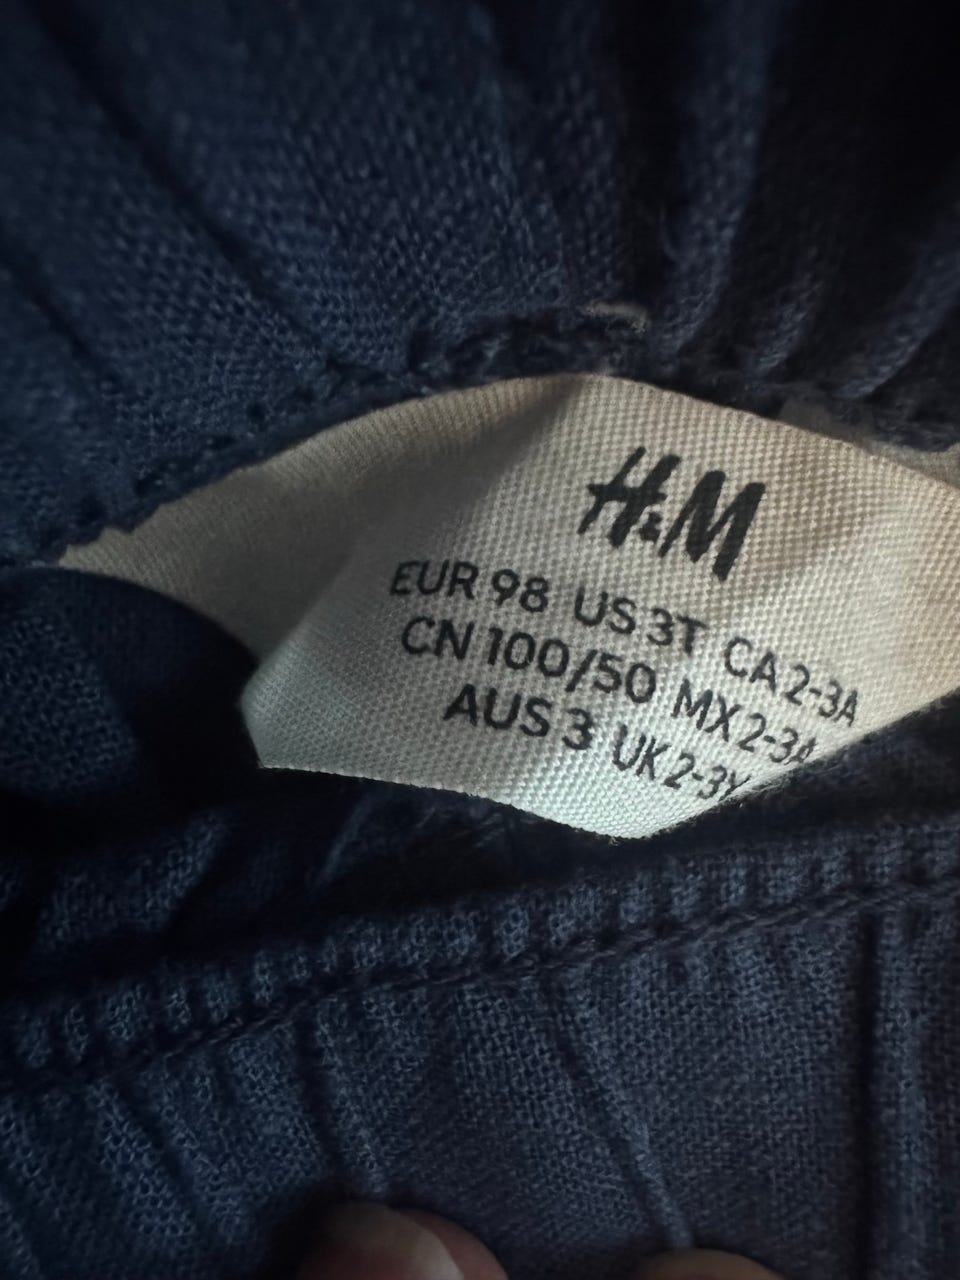 H&M
EUR 98 US 3T CA 2-3A
CN 100/50 MX 2-3A
AUS 3 UK 2-3Y